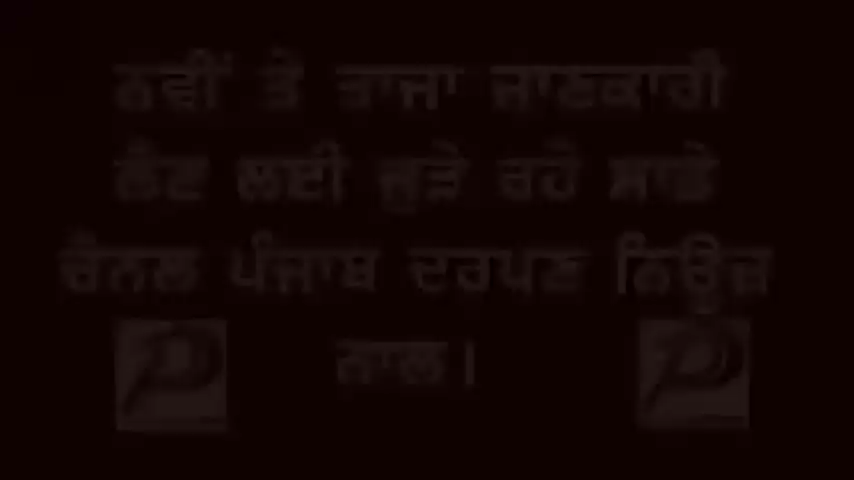 ਨਵੀਂ ਤੇ ਤਾਜਾ ਜਾਣਕਾਰੀ
ਲੈਣ ਲਈ ਜੁੜੇ ਰਹੋ ਸਾਡੇ
ਚੈਨਲ ਪੰਜਾਬ ਦਰਪਣ ਨਿਊਜ਼
ਨਾਲ।